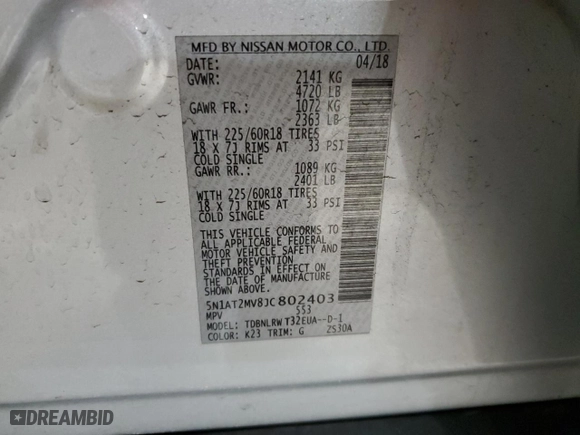 MFD BY NISSAN MOTOR CO., LTD.
DATE: 04/18
GVWR: 2141 KG
4720 LB
GAWR FR.: 1072 KG
2363 LB
WITH 225/60R18 TIRES
18 X 7J RIMS AT 33 PSI
COLD SINGLE
GAWR RR.: 1089 KG
2401 LB
WITH 225/60R18 TIRES
18 X 7J RIMS AT 33 PSI
COLD SINGLE
THIS VEHICLE CONFORMS TO
ALL APPLICABLE FEDERAL
MOTOR VEHICLE SAFETY AND
THEFT PREVENTION
STANDARDS IN EFFECT ON
THE DATE OF MANUFACTURE
SHOWN ABOVE.
5N1AT2MV8JC802403
MPV 553
MODEL: TDBNLRW T32EUA--D-1
COLOR: K23 TRIM: G 2S30A
DREAMBID